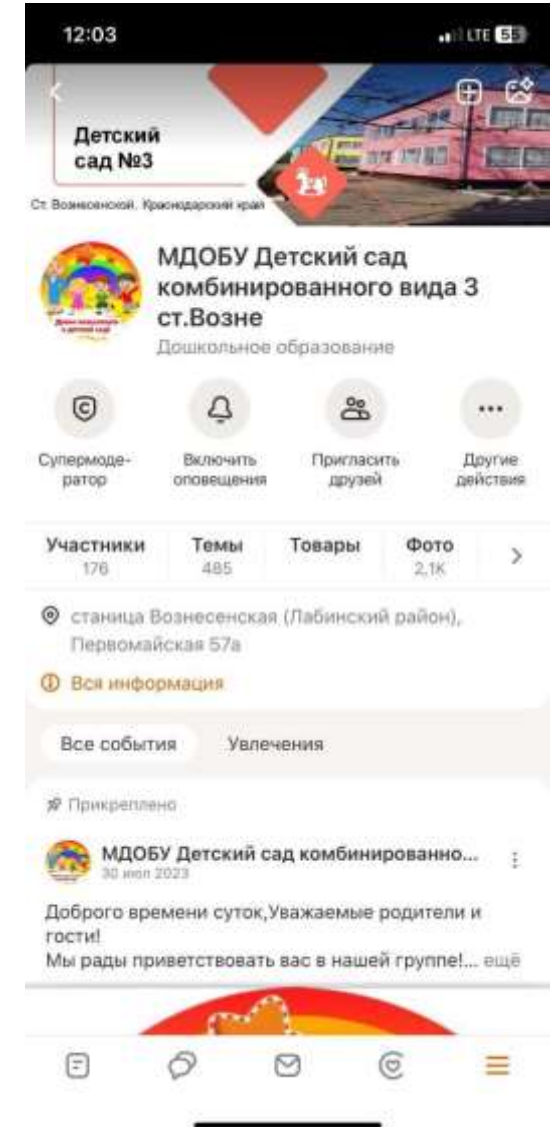 12:03
LTE
Детский
сад №3
Ст. Вознесенской, Краснодарский край
МДОБУ Детский сад
комбинированного вида 3
ст.Возне
Дошкольное образование
Супермоде-
ратор
Включить
оповещения
Пригласить
друзей
Другие
действия
Участники
Темы
Товары
Фото
176
485
2,1K
станица Вознесенская (Лабинский район),
Первомайская 57а
Вся информация
Все события
Увлечения
Прикреплено
МДОБУ Детский сад комбинированно...
2023
Доброго времени суток,Уважаемые родители и
гости!
Мы рады приветствовать вас в нашей группе!... ещё